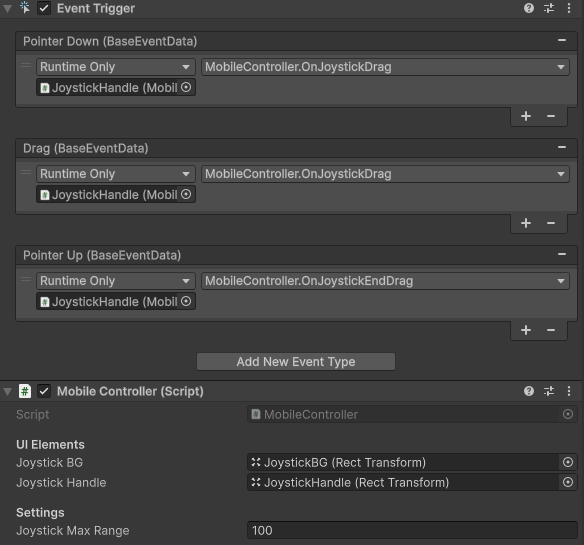 Event Trigger
Pointer Down (BaseEventData)
Runtime Only MobileController.OnJoystickDrag
JoystickHandle (Mobil
Drag (BaseEventData)
Runtime Only MobileController.OnJoystickDrag
JoystickHandle (Mobil
Pointer Up (BaseEventData)
Runtime Only MobileController.OnJoystickEndDrag
JoystickHandle (Mobil
Add New Event Type
# Mobile Controller (Script)
Script MobileController
UI Elements
Joystick BG JoystickBG (Rect Transform)
Joystick Handle JoystickHandle (Rect Transform)
Settings
Joystick Max Range 100